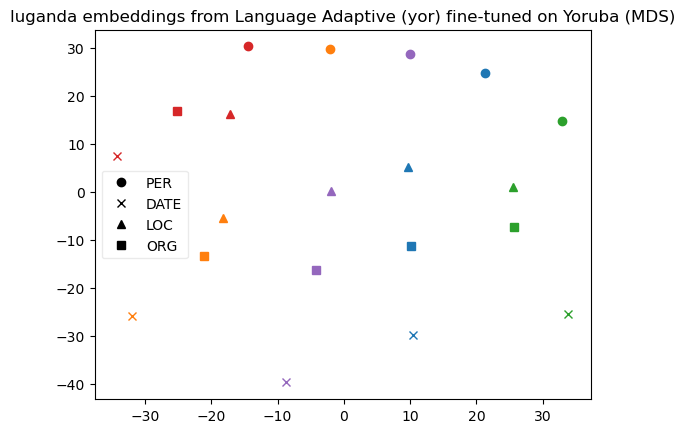 luganda embeddings from Language Adaptive (yor) fine-tuned on Yoruba (MDS)
30
20
10
0
−10
−20
−30
−40
PER
DATE
LOC
ORG
−30 −20 −10 0 10 20 30